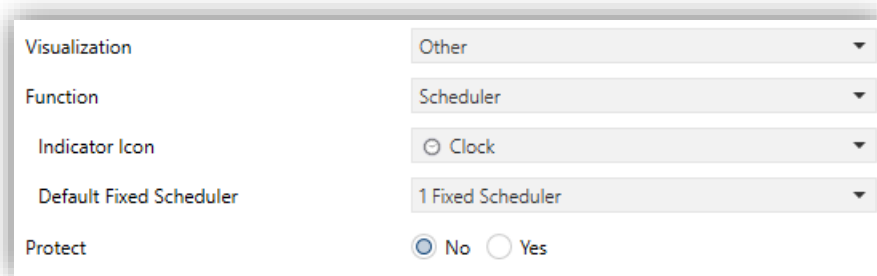 Visualization Other
Function Scheduler
Indicator Icon Clock
Default Fixed Scheduler 1 Fixed Scheduler
Protect No Yes